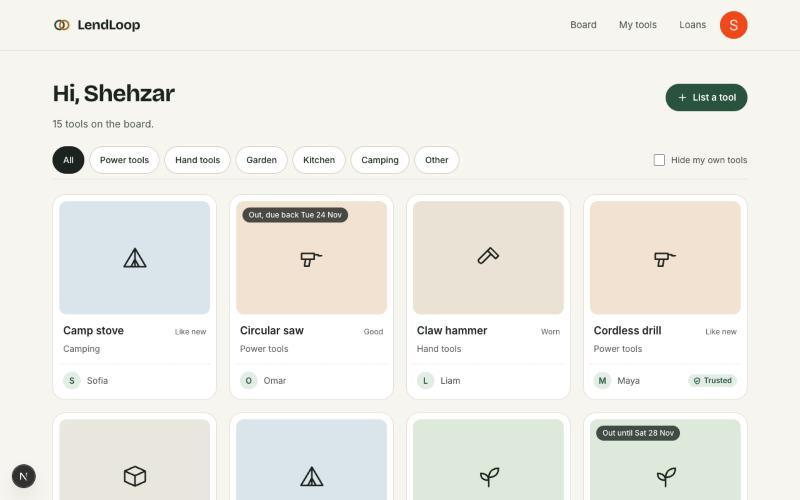 LendLoop
Board
My tools
Loans
S
Hi, Shehzar
+ List a tool
15 tools on the board.
All
Power tools
Hand tools
Garden
Kitchen
Camping
Other
Hide my own tools
Out, due back Tue 24 Nov
Camp stove
Like new
Camping
S
Sofia
Circular saw
Good
Power tools
O
Omar
Claw hammer
Worn
Hand tools
L
Liam
Cordless drill
Like new
Power tools
M
Maya
Trusted
Out until Sat 28 Nov
N